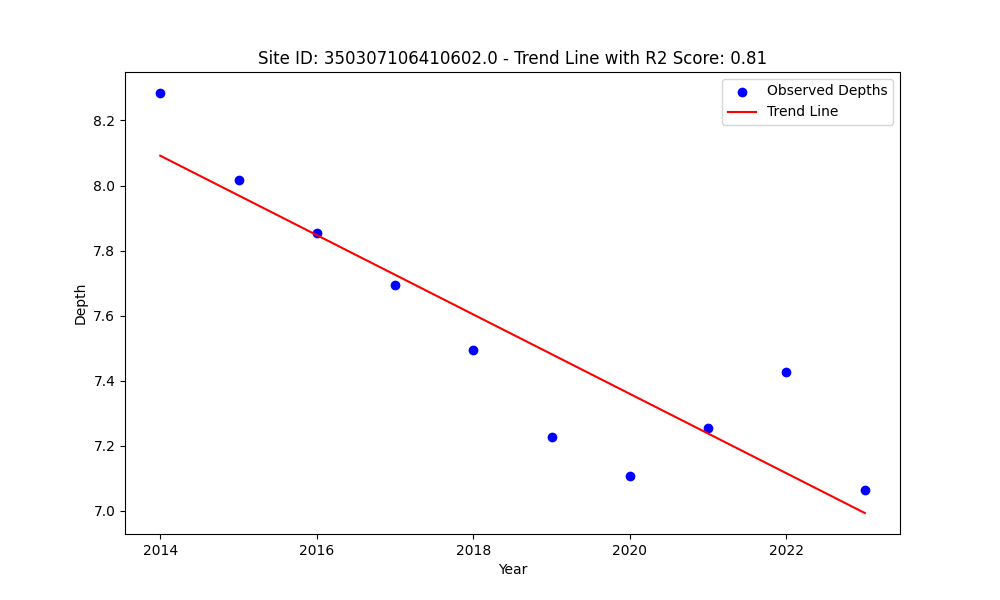 Site ID: 350307106410602.0 - Trend Line with R2 Score: 0.81
Observed Depths
Trend Line
8.2
8.0
7.8
7.6
7.4
7.2
7.0
Depth
2014
2016
2018
2020
2022
Year